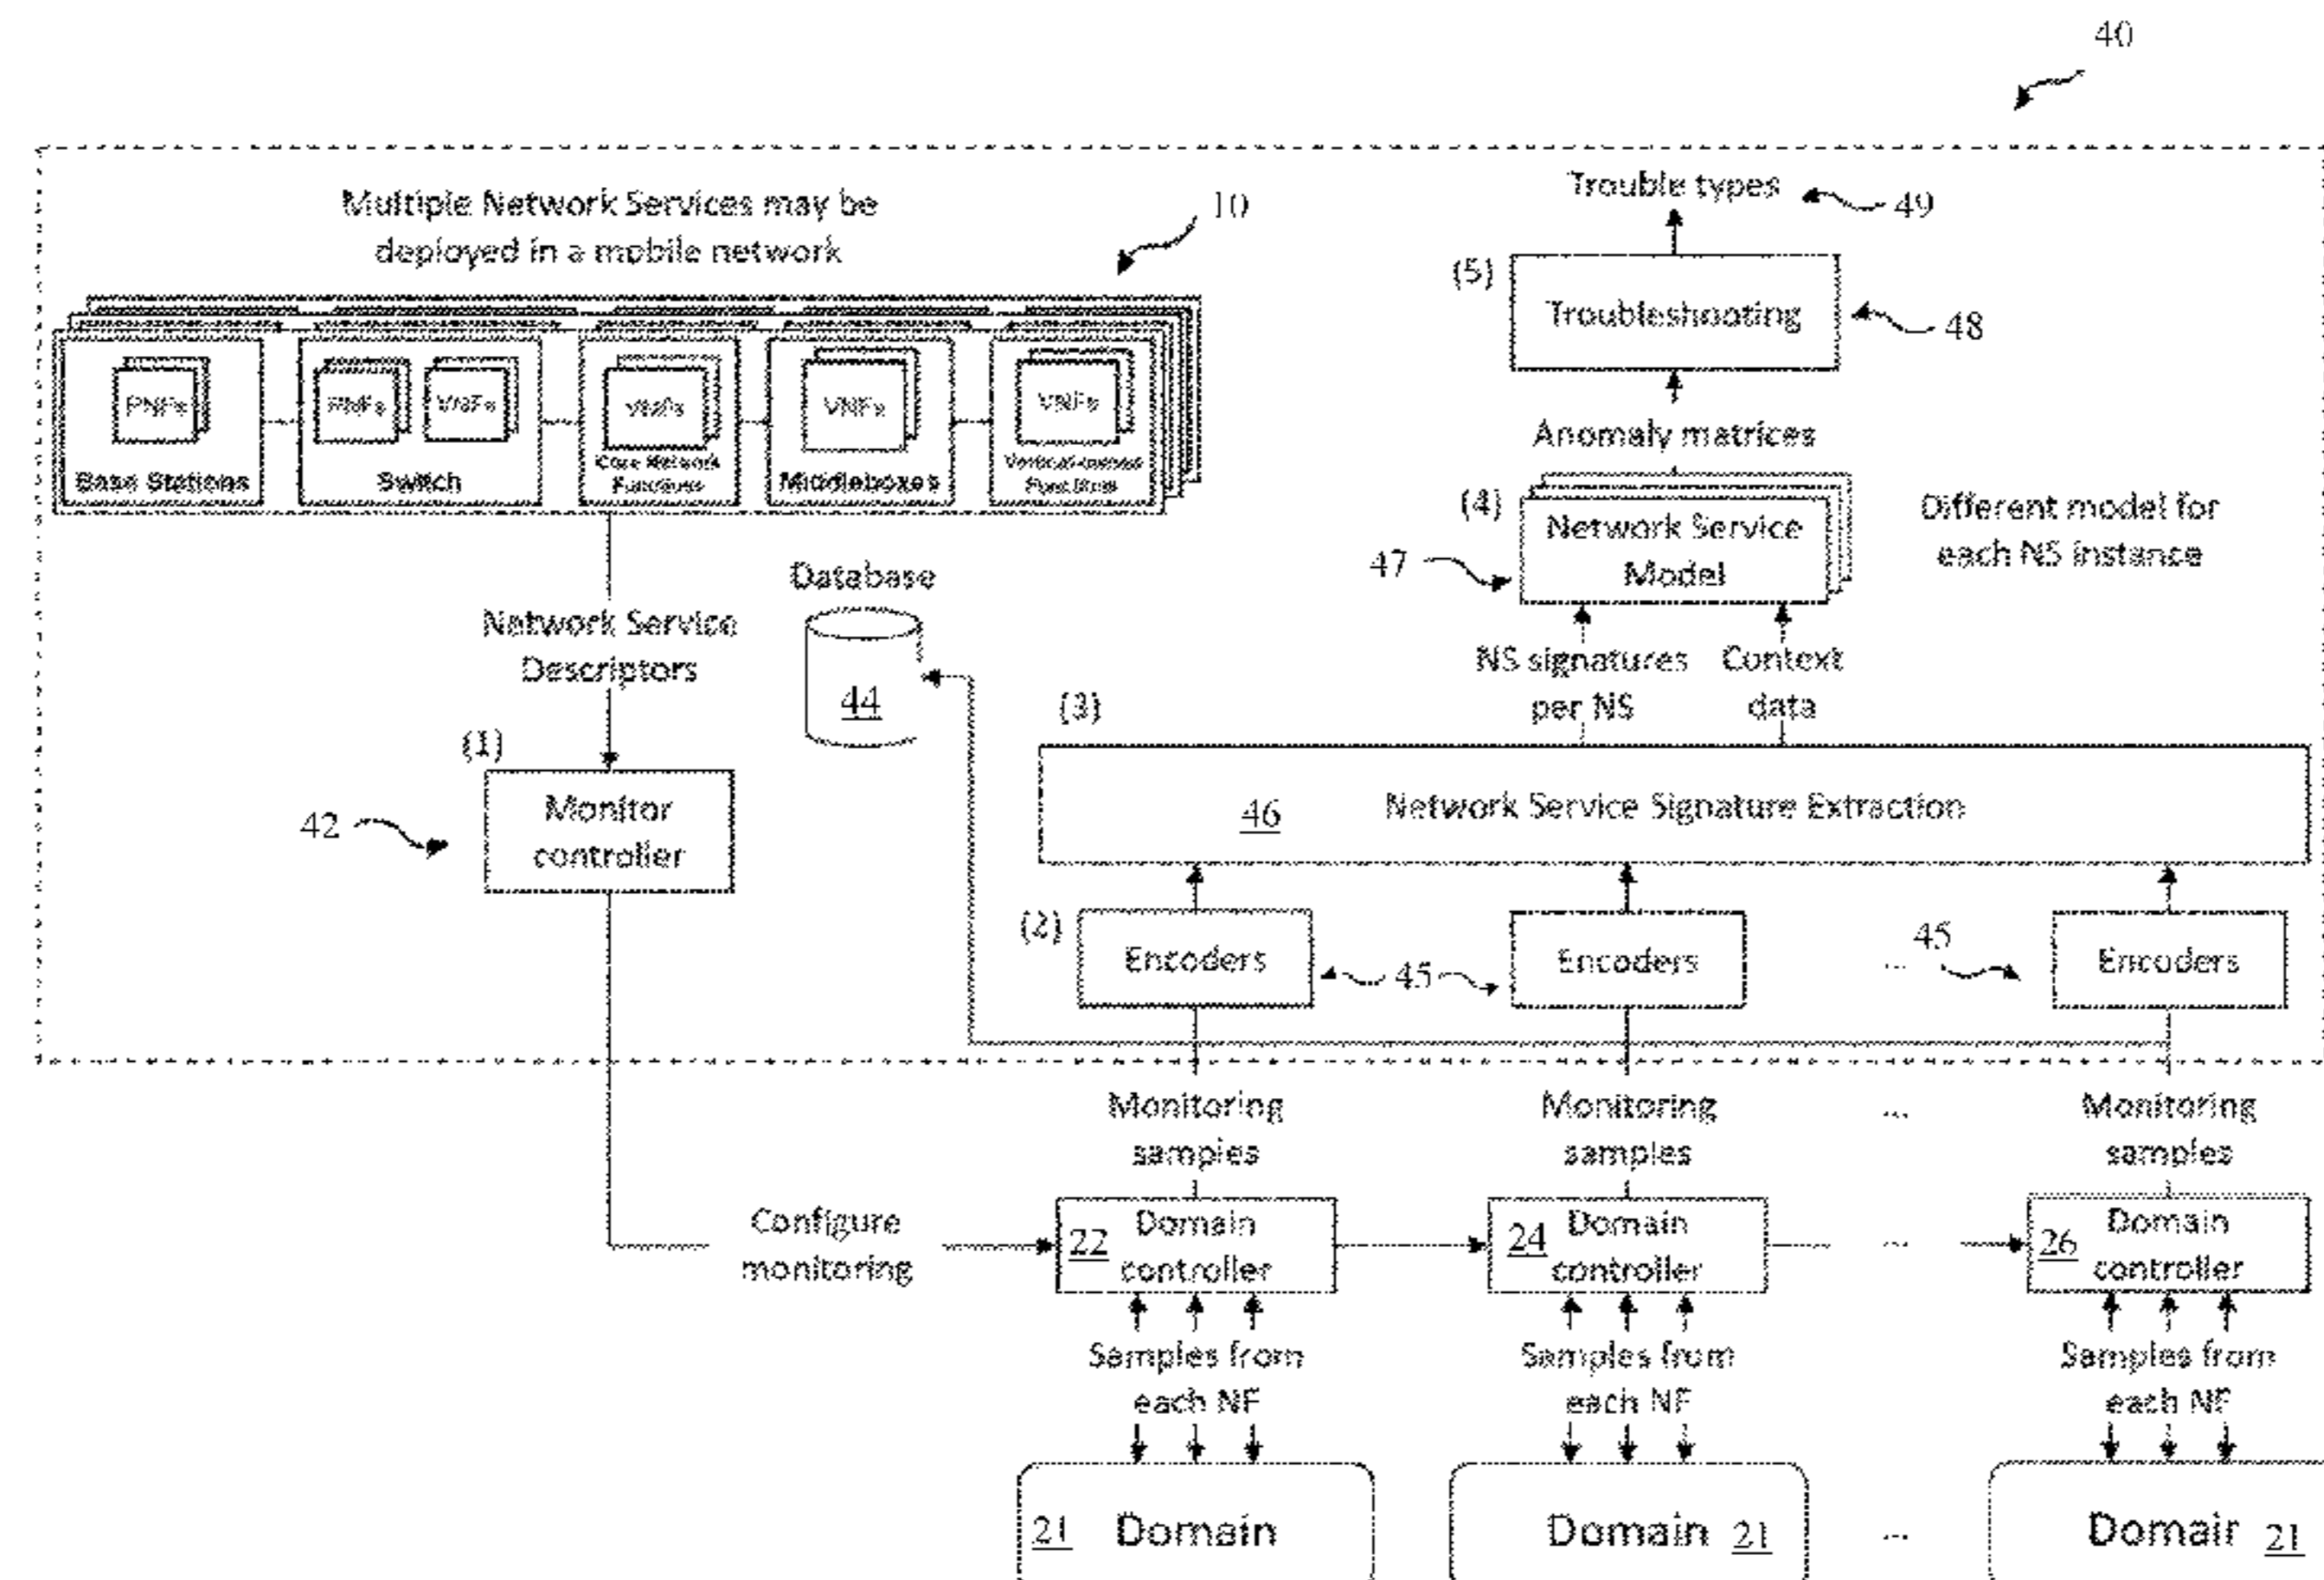 40
Multiple Network Services may be
deployed in a mobile network
10
PNFs
PNFs
VNFs
VNFs
VNFs
VNFs
Base Stations
Switch
Core Network
Functions
Middleboxes
Vertical-owned
Functions
Trouble types
49
(5)
Troubleshooting
48
Anomaly matrices
(4)
Network Service
Model
47
Different model for
each NS instance
NS signatures
per NS
Context
data
Network Service
Descriptors
Database
44
(1)
Monitor
controller
42
(3)
46
Network Service Signature Extraction
(2)
Encoders
45
Encoders
...
45
Encoders
Monitoring
samples
Monitoring
samples
...
Monitoring
samples
Configure
monitoring
22
Domain
controller
24
Domain
controller
...
26
Domain
controller
Samples from
each NF
Samples from
each NF
Samples from
each NF
21
Domain
Domain
21
...
Domain
21